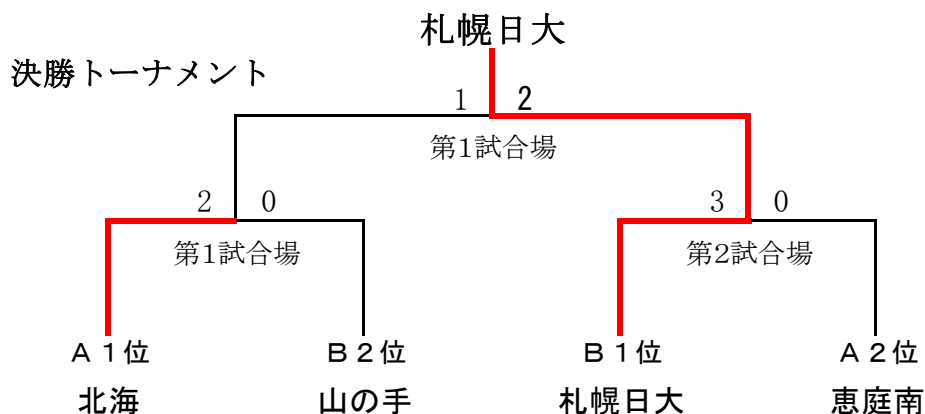 札幌日大
決勝トーナメント
1 2
第1試合場
2 0 3 0
第1試合場 第2試合場
A1位 B2位 B1位 A2位
北海 山の手 札幌日大 恵庭南